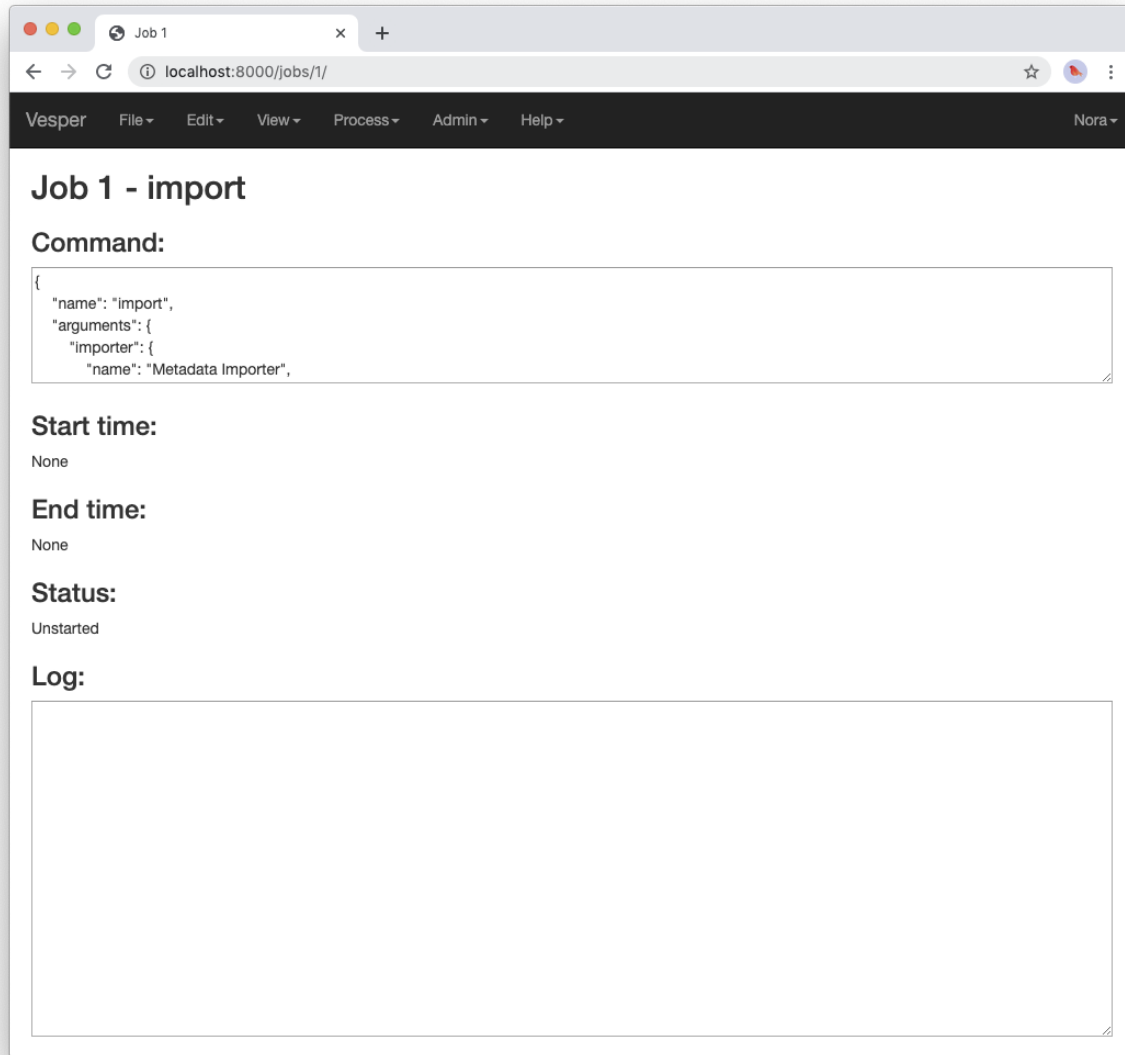 Job 1
localhost:8000/jobs/1/
Vesper File Edit View Process Admin Help Nora
Job 1 - import
Command:
{
"name": "import",
"arguments": {
"importer": {
"name": "Metadata Importer",
Start time:
None
End time:
None
Status:
Unstarted
Log: